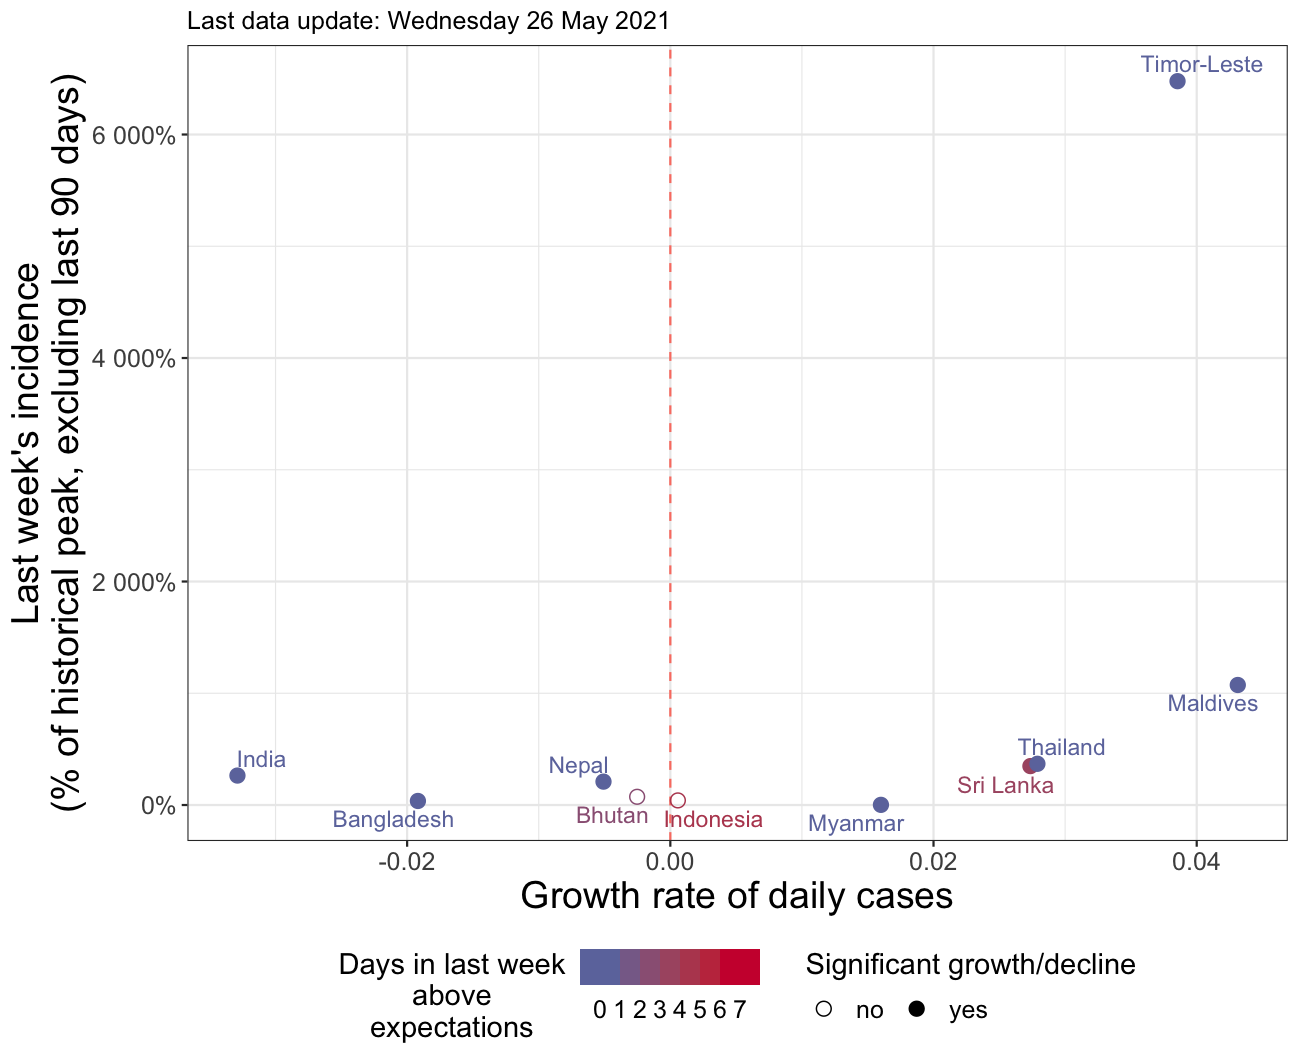 Last data update: Wednesday 26 May 2021
Last week's incidence
(% of historical peak, excluding last 90 days)
6 000%
4 000%
2 000%
0%
Timor-Leste
Maldives
Thailand
Sri Lanka
India
Nepal
Bangladesh
Bhutan
Indonesia
Myanmar
-0.02
0.00
0.02
0.04
Growth rate of daily cases
Days in last week
above
expectations
0 1 2 3 4 5 6 7
Significant growth/decline
no
yes